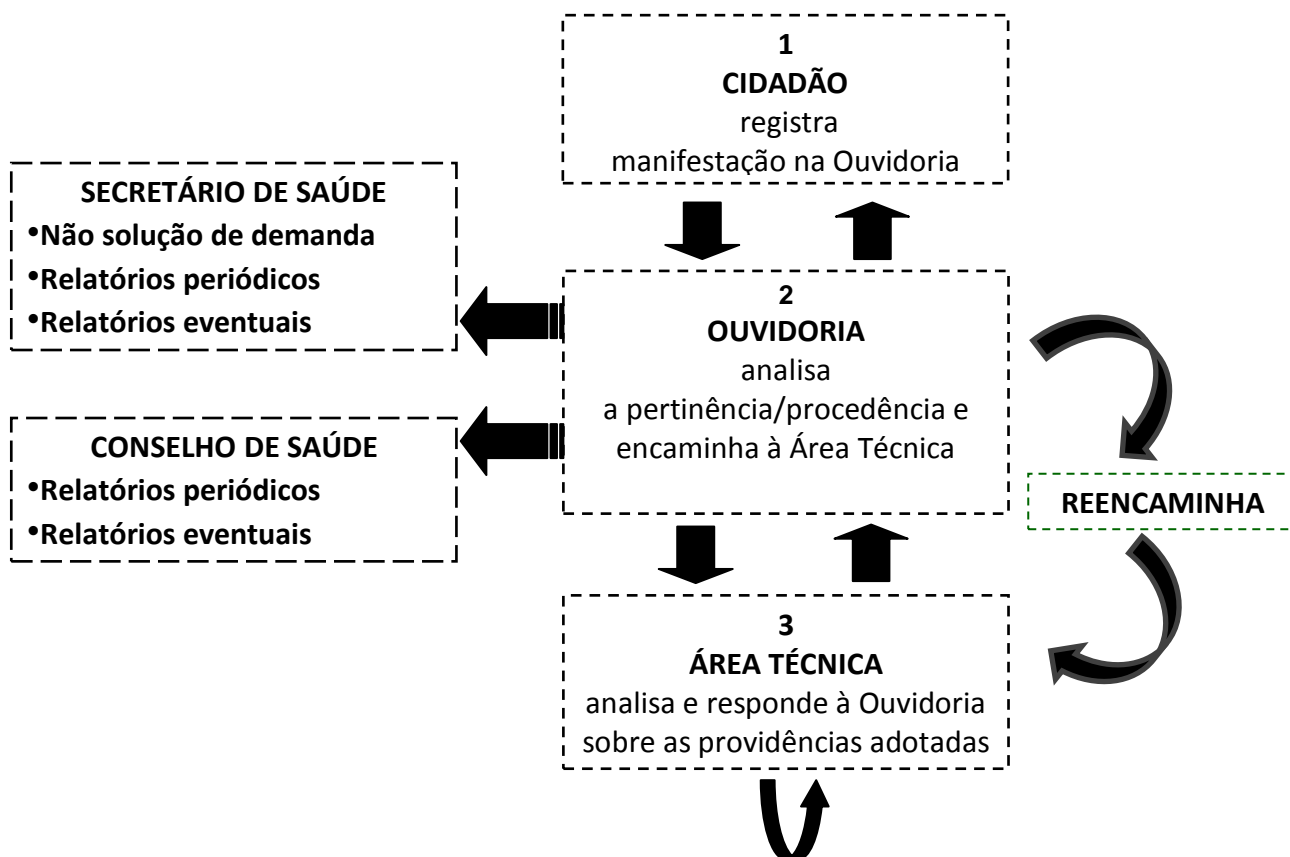 1
CIDADÃO
registra
manifestação na Ouvidoria
SECRETÁRIO DE SAÚDE
•Não solução de demanda
•Relatórios periódicos
•Relatórios eventuais
2
OUVIDORIA
analisa
a pertinência/procedência e
encaminha à Área Técnica
CONSELHO DE SAÚDE
•Relatórios periódicos
•Relatórios eventuais
REENCAMINHA
3
ÁREA TÉCNICA
analisa e responde à Ouvidoria
sobre as providências adotadas